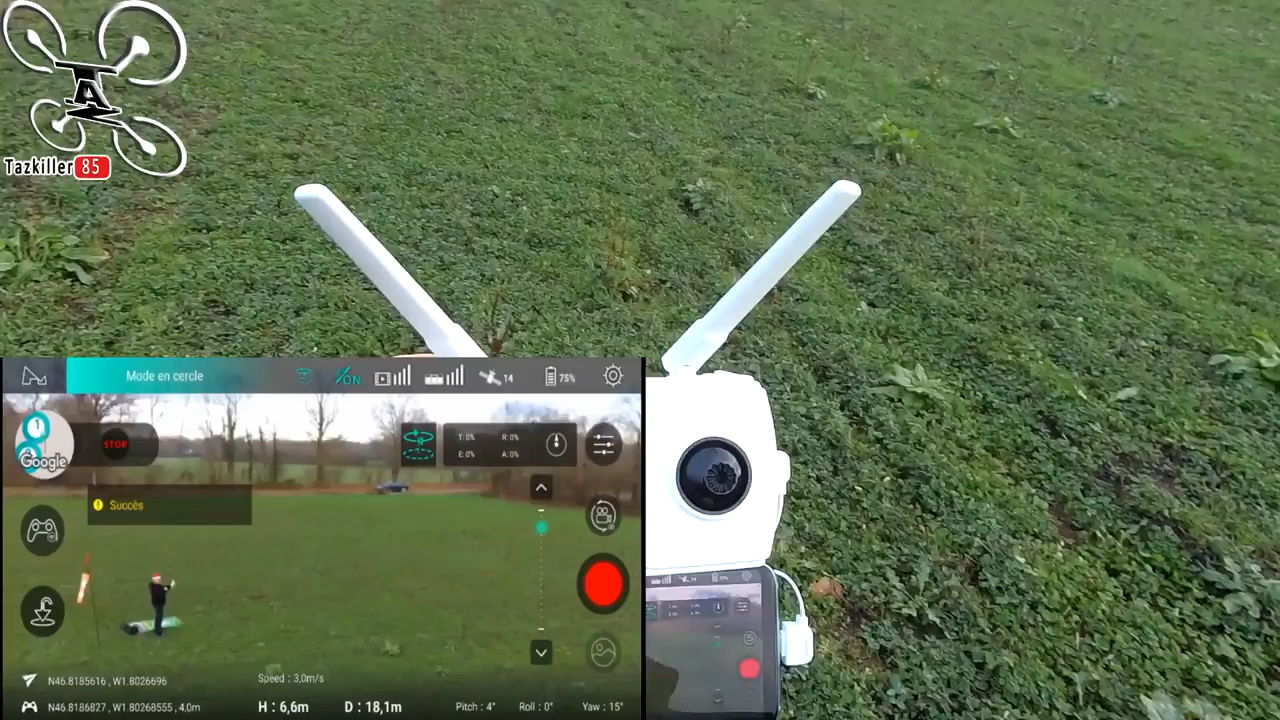 A
Tazkiller 85
Mode en cercle
ON
14
75%
1
2
Google
STOP
T: 0%
R: 0%
E: 0%
A: 0%
Succès
N46.8185616 , W1.8026696
Speed : 3,0m/s
N46.8186827 , W1.80268555 , 4,0m
H : 6,6m
D : 18,1m
Pitch : 4°
Roll : 0°
Yaw : 15°